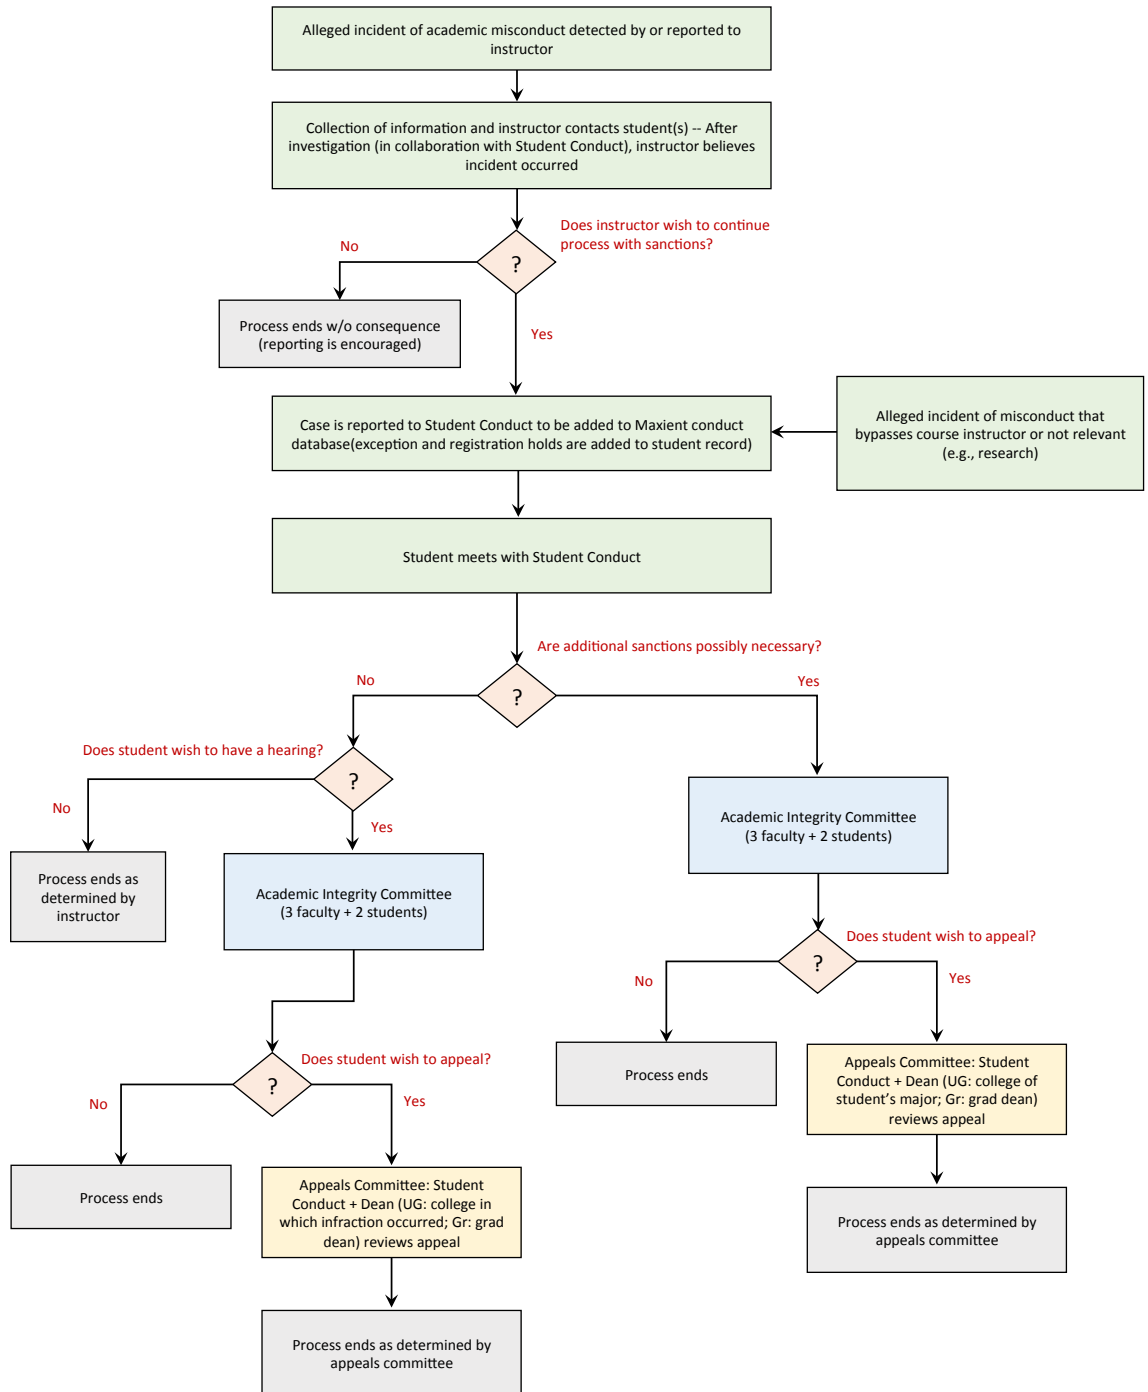 Alleged incident of academic misconduct detected by or reported to
instructor
Collection of information and instructor contacts student(s) -- After
investigation (in collaboration with Student Conduct), instructor believes
incident occurred
Does instructor wish to continue
process with sanctions?
No
?
Process ends w/o consequence
(reporting is encouraged)
Yes
Case is reported to Student Conduct to be added to Maxient conduct
database(exception and registration holds are added to student record)
Alleged incident of misconduct that
bypasses course instructor or not relevant
(e.g., research)
Student meets with Student Conduct
Are additional sanctions possibly necessary?
No
?
Yes
Does student wish to have a hearing?
?
No
Yes
Process ends as
determined by
instructor
Academic Integrity Committee
(3 faculty + 2 students)
Academic Integrity Committee
(3 faculty + 2 students)
Does student wish to appeal?
?
No
Yes
Process ends
Appeals Committee: Student
Conduct + Dean (UG: college of
student’s major; Gr: grad dean)
reviews appeal
Process ends as determined by
appeals committee
Does student wish to appeal?
?
No
Yes
Process ends
Appeals Committee: Student
Conduct + Dean (UG: college in
which infraction occurred; Gr: grad
dean) reviews appeal
Process ends as determined by
appeals committee